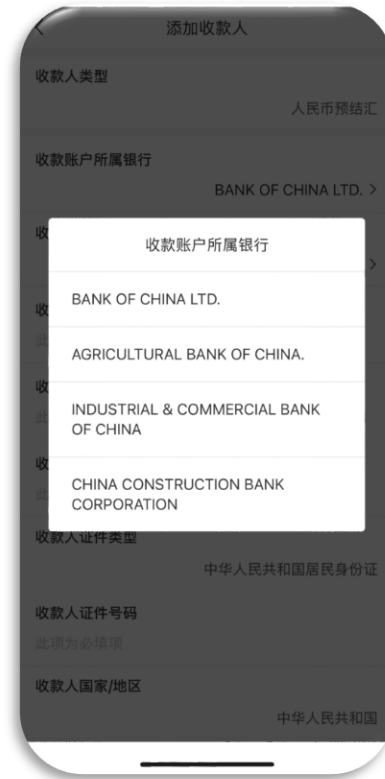 添加收款人
收款人类型
人民币预结汇
收款账户所属银行
BANK OF CHINA LTD. >
收
收款账户所属银行
BANK OF CHINA LTD.
AGRICULTURAL BANK OF CHINA.
INDUSTRIAL & COMMERCIAL BANK
OF CHINA
CHINA CONSTRUCTION BANK
CORPORATION
收款人证件类型
中华人民共和国居民身份证
收款人证件号码
此项为必填项
收款人国家/地区
中华人民共和国